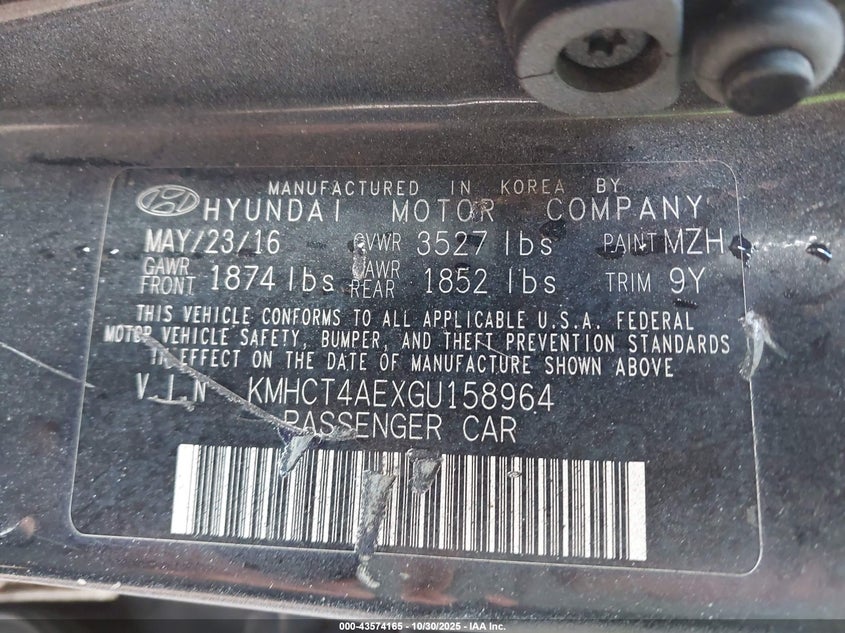 MANUFACTURED IN KOREA BY
HYUNDAI MOTOR COMPANY
MAY/23/16 GVWR 3527 lbs PAINT MZH
GAWR FRONT 1874 lbs GAWR REAR 1852 lbs TRIM 9Y
THIS VEHICLE CONFORMS TO ALL APPLICABLE U.S.A. FEDERAL
MOTOR VEHICLE SAFETY, BUMPER, AND THEFT PREVENTION STANDARDS
IN EFFECT ON THE DATE OF MANUFACTURE SHOWN ABOVE
V.I.N KMHCT4AEXGU158964
PASSENGER CAR
000-43574165 - 10/30/2025 - IAA Inc.